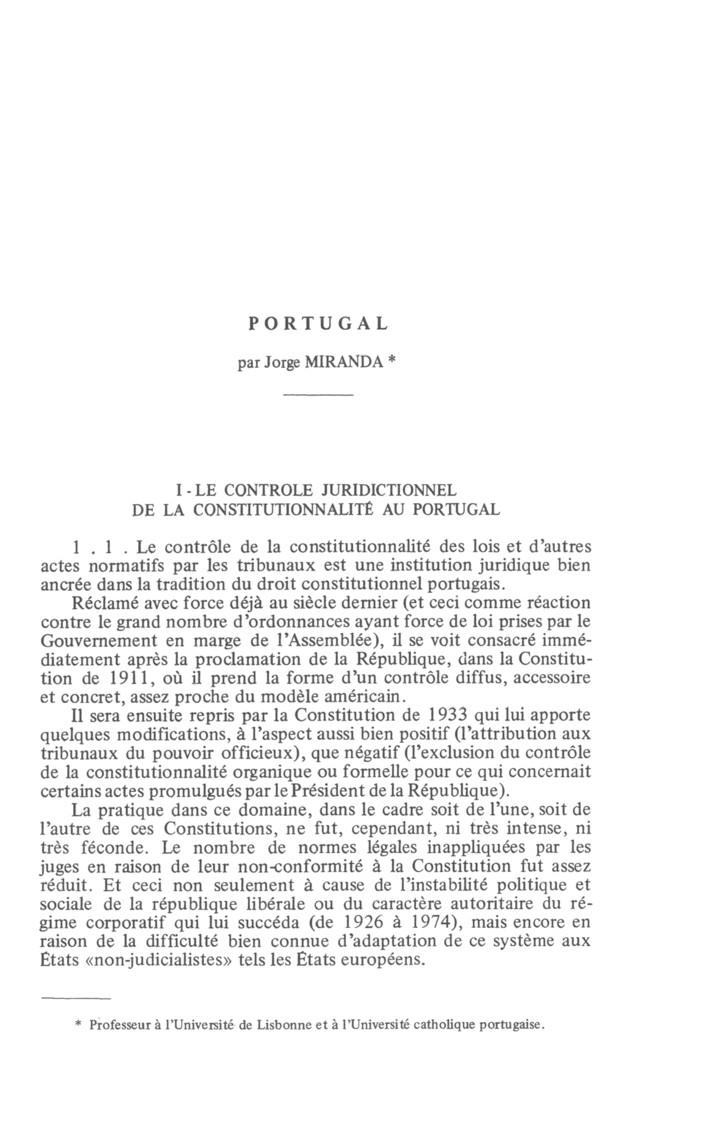 PORTUGAL
par Jorge MIRANDA *
I - LE CONTROLE JURIDICTIONNEL
DE LA CONSTITUTIONNALITÉ AU PORTUGAL
1 . 1 . Le contrôle de la constitutionnalité des lois et d'autres
actes normatifs par les tribunaux est une institution juridique bien
ancrée dans la tradition du droit constitutionnel portugais.
Réclamé avec force déjà au siècle dernier (et ceci comme réaction
contre le grand nombre d'ordonnances ayant force de loi prises par le
Gouvernement en marge de l'Assemblée), il se voit consacré immé-
diatement après la proclamation de la République, dans la Constitu-
tion de 1911, où il prend la forme d'un contrôle diffus, accessoire
et concret, assez proche du modèle américain.
Il sera ensuite repris par la Constitution de 1933 qui lui apporte
quelques modifications, à l'aspect aussi bien positif (l'attribution aux
tribunaux du pouvoir officieux), que négatif (l'exclusion du contrôle
de la constitutionnalité organique ou formelle pour ce qui concernait
certains actes promulgués par le Président de la République).
La pratique dans ce domaine, dans le cadre soit de l'une, soit de
l'autre de ces Constitutions, ne fut, cependant, ni très intense, ni
très féconde. Le nombre de normes légales inappliquées par les
juges en raison de leur non-conformité à la Constitution fut assez
réduit. Et ceci non seulement à cause de l'instabilité politique et
sociale de la république libérale ou du caractère autoritaire du ré-
gime corporatif qui lui succéda (de 1926 à 1974), mais encore en
raison de la difficulté bien connue d'adaptation de ce système aux
États «non-judicialistes» tels les États européens.
* Professeur à l'Université de Lisbonne et à l'Université catholique portugaise.